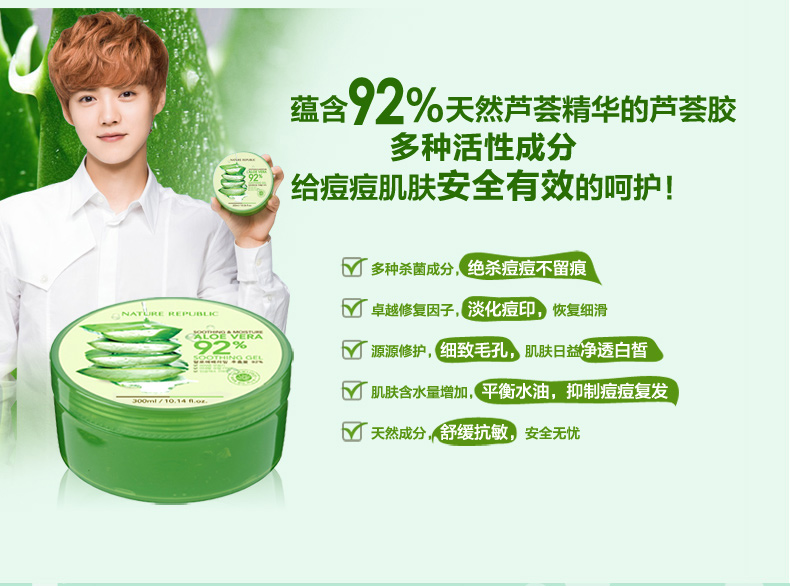 蕴含92%天然芦荟精华的芦荟胶
多种活性成分
给痘痘肌肤安全有效的呵护！
多种杀菌成分，绝杀痘痘不留痕
卓越修复因子，淡化痘印，恢复细滑
源源修护，细致毛孔，肌肤日益净透白皙
肌肤含水量增加，平衡水油，抑制痘痘复发
天然成分，舒缓抗敏，安全无忧
NATURE REPUBLIC
92%
NATURE REPUBLIC
SOOTHING & MOISTURE
ALOE VERA
92%
SOOTHING GEL
300ml / 10.14 fl.oz.